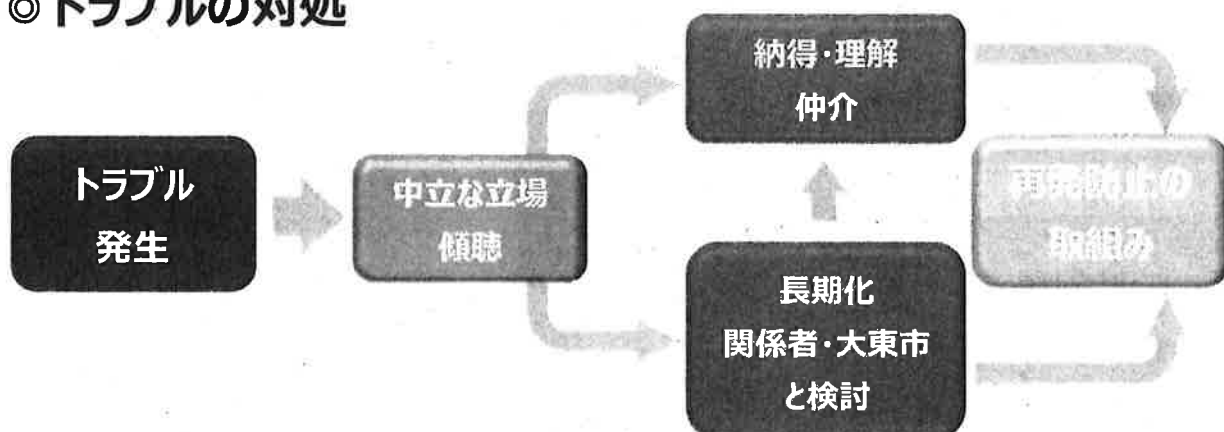 ◎トラブルの対処
トラブル
発生
中立な立場
傾聴
納得・理解
仲介
長期化
関係者・大東市
と検討
再発防止の
取組み